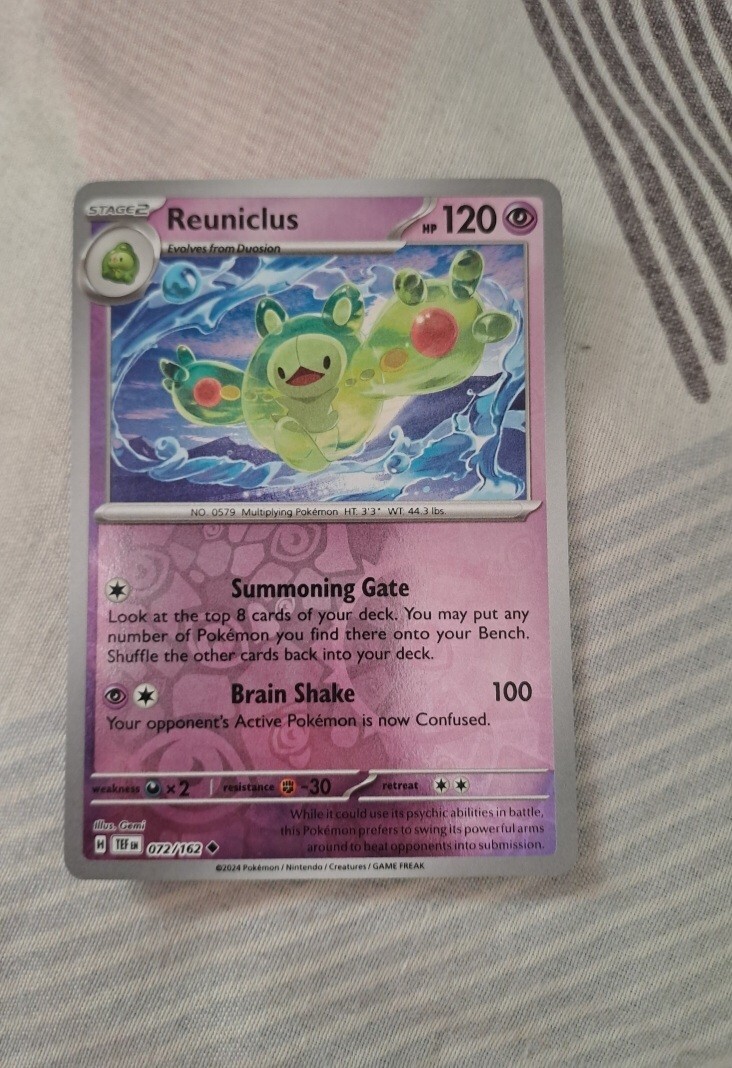 STAGE2 Reuniclus HP 120
Evolves from Duosion
NO. 0579 Multiplying Pokémon HT: 3'3" WT: 44.3 lbs.
Summoning Gate
Look at the top 8 cards of your deck. You may put any
number of Pokémon you find there onto your Bench.
Shuffle the other cards back into your deck.
Brain Shake 100
Your opponent's Active Pokémon is now Confused.
weakness ×2 resistance -30 retreat
While it could use its psychic abilities in battle,
this Pokémon prefers to swing its powerful arms
around to beat opponents into submission.
Illus. Gemi
H TEF EN 072/162
©2024 Pokémon / Nintendo / Creatures / GAME FREAK